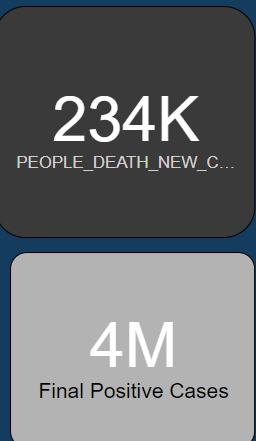 234K
PEOPLE_DEATH_NEW_C...
4M
Final Positive Cases